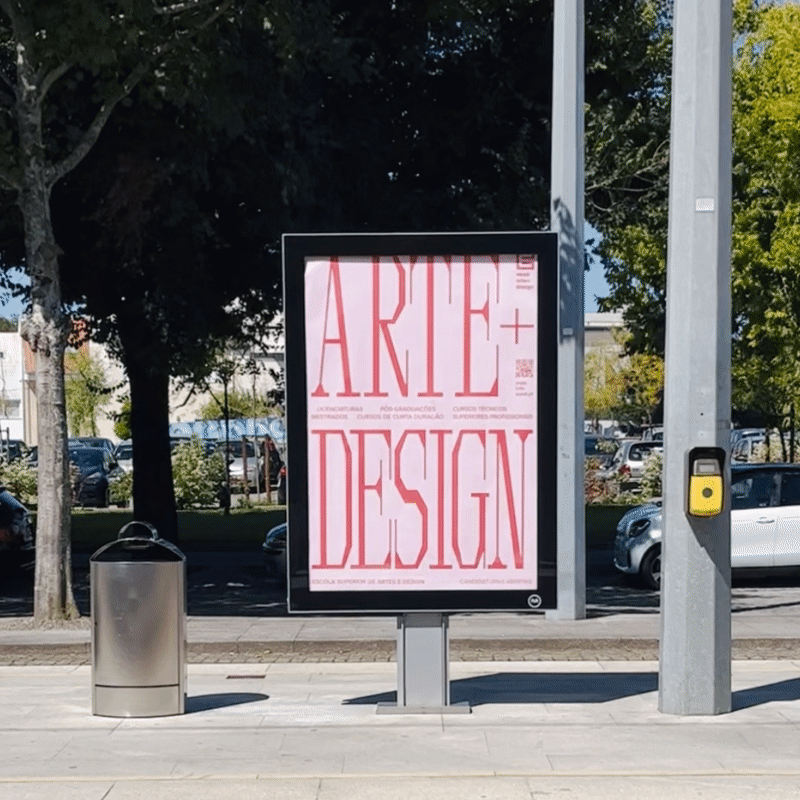 ARTE+
LICENCIATURAS PÓS-GRADUAÇÕES CURSOS TÉCNICOS
MESTRADOS CURSOS DE CURTA DURAÇÃO SUPERIORES PROFISSIONAIS
DESIGN
ESCOLA SUPERIOR DE ARTES E DESIGN CANDIDATURAS ABERTAS